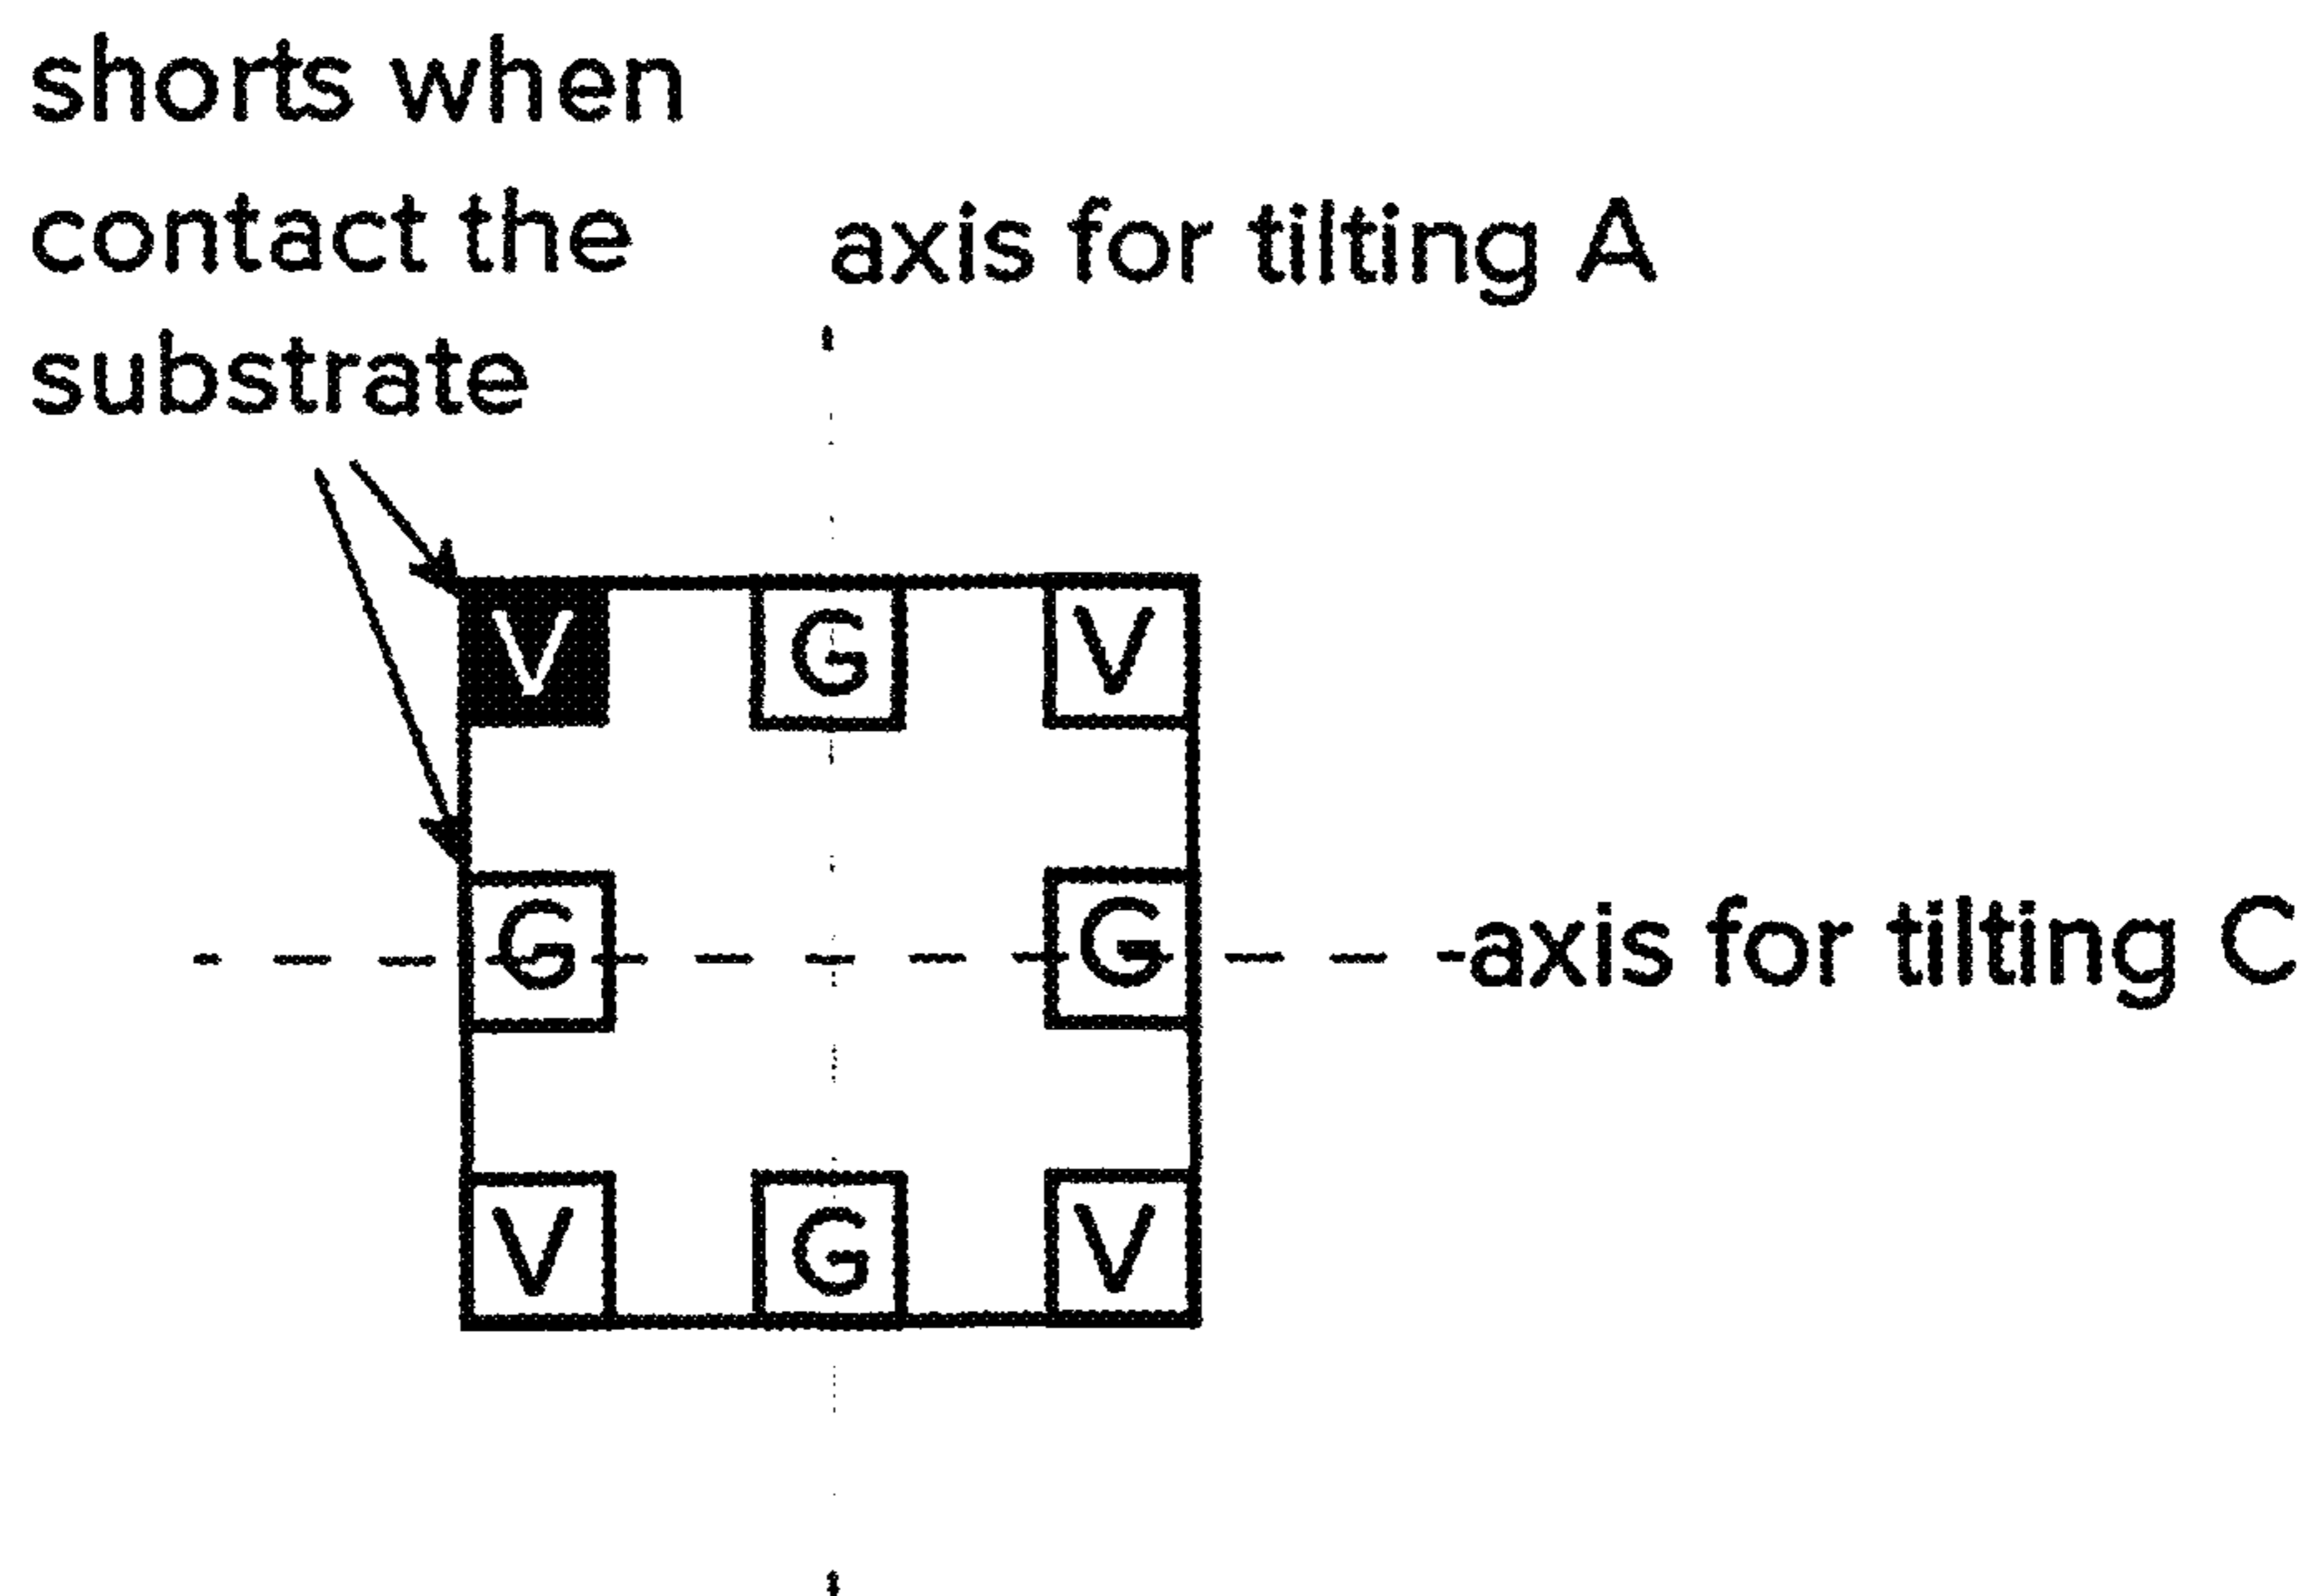 shorts when
contact the
substrate
axis for tilting A
V G V
G G
axis for tilting C
V G V